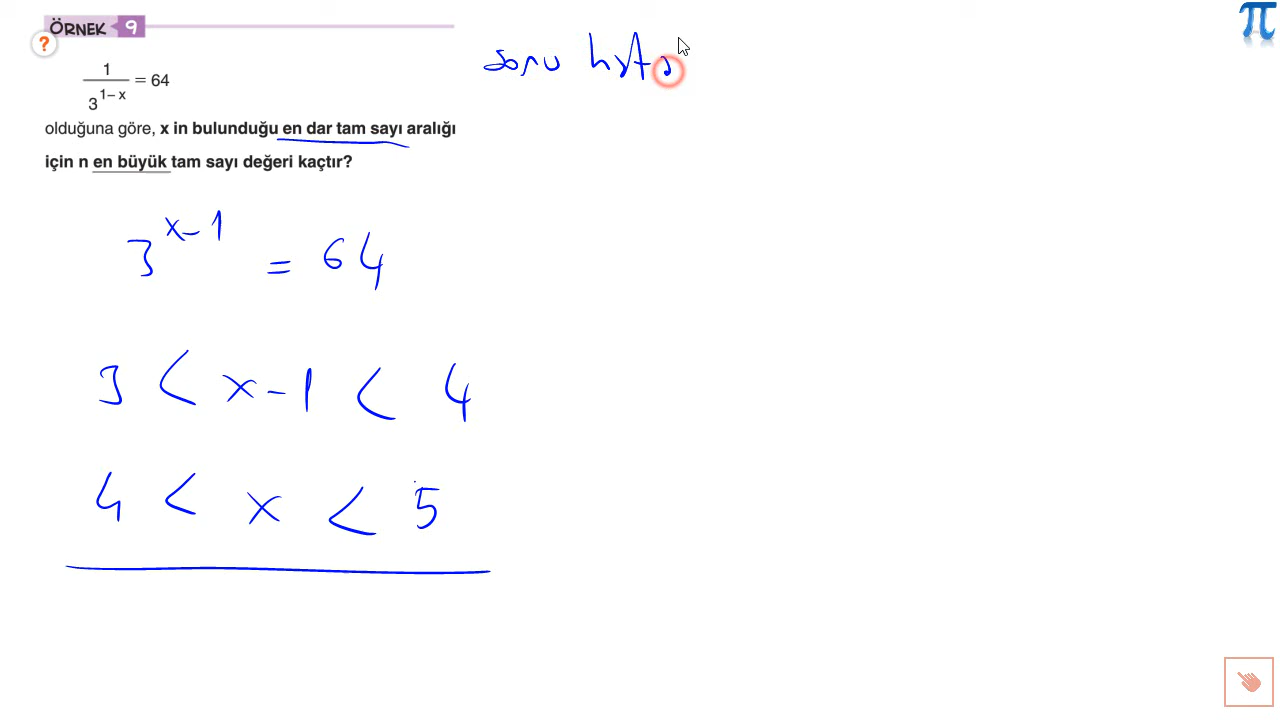 ÖRNEK 9
?
1 / 3^(1–x) = 64
olduğuna göre, x in bulunduğu en dar tam sayı aralığı
için n en büyük tam sayı değeri kaçtır?
soru hata
3^(x–1) = 64
3 < x – 1 < 4
4 < x < 5
π